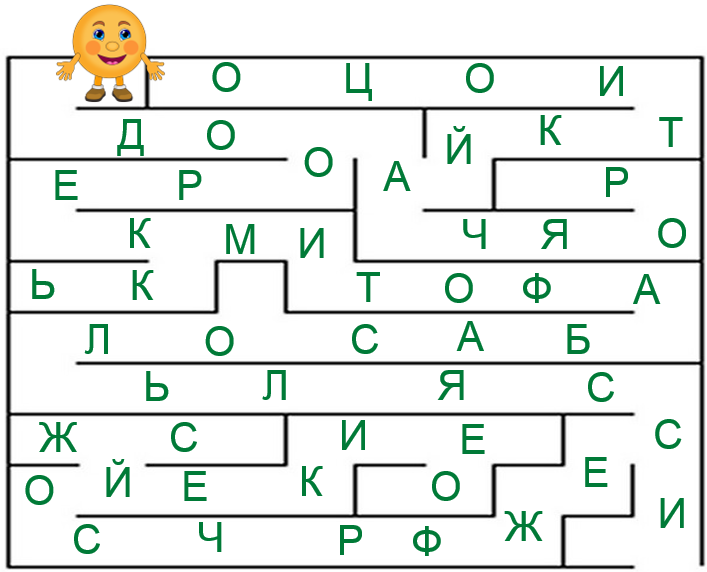 О Ц О И
Д О Й К Т
Е Р О А Р
К М И Ч Я О
Ь К Т О Ф А
Л О С А Б
Ь Л Я С
Ж С И Е С
О Й Е К О Е
С Ч Р Ф Ж И